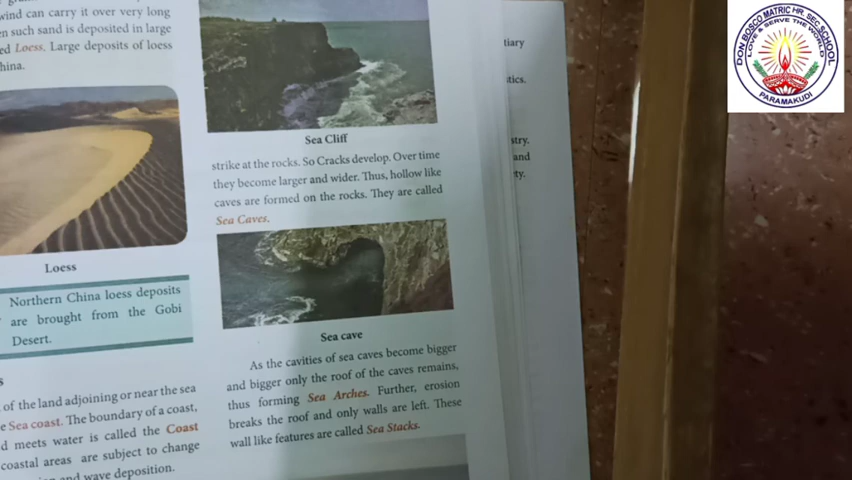 wind can carry it over very long
such sand is deposited in large
Loess. Large deposits of loess
Loess
Northern China loess deposits
are brought from the Gobi
Desert.
of the land adjoining or near the sea
Sea coast. The boundary of a coast,
meets water is called the Coast
coastal areas are subject to change
and wave deposition.
Sea Cliff
strike at the rocks. So Cracks develop. Over time
they become larger and wider. Thus, hollow like
caves are formed on the rocks. They are called
Sea Caves.
Sea cave
As the cavities of sea caves become bigger
and bigger only the roof of the caves remains,
thus forming Sea Arches. Further, erosion
breaks the roof and only walls are left. These
wall like features are called Sea Stacks.
and
DON BOSCO MATRIC HR. SEC. SCHOOL
LOVE & SERVE THE WORLD
PARAMAKUDI